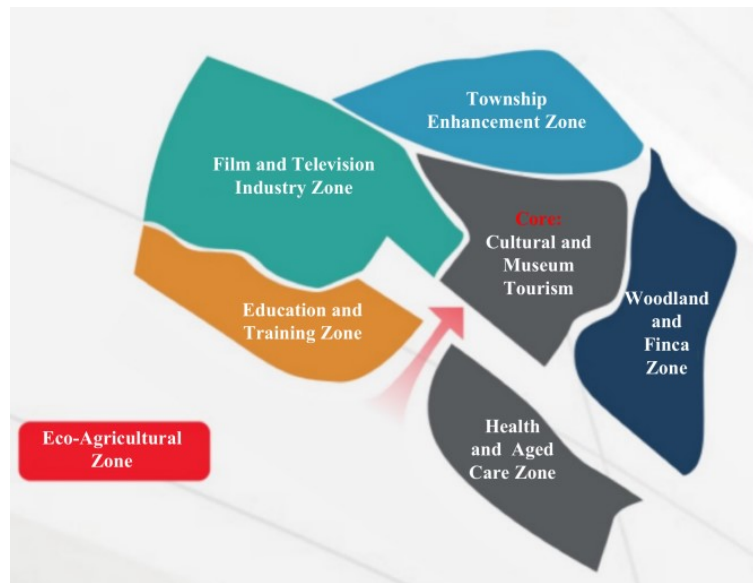 Township
Enhancement Zone
Film and Television
Industry Zone
Core:
Cultural and
Museum
Tourism
Woodland
and
Finca
Zone
Education and
Training Zone
Health
and Aged
Care Zone
Eco-Agricultural
Zone